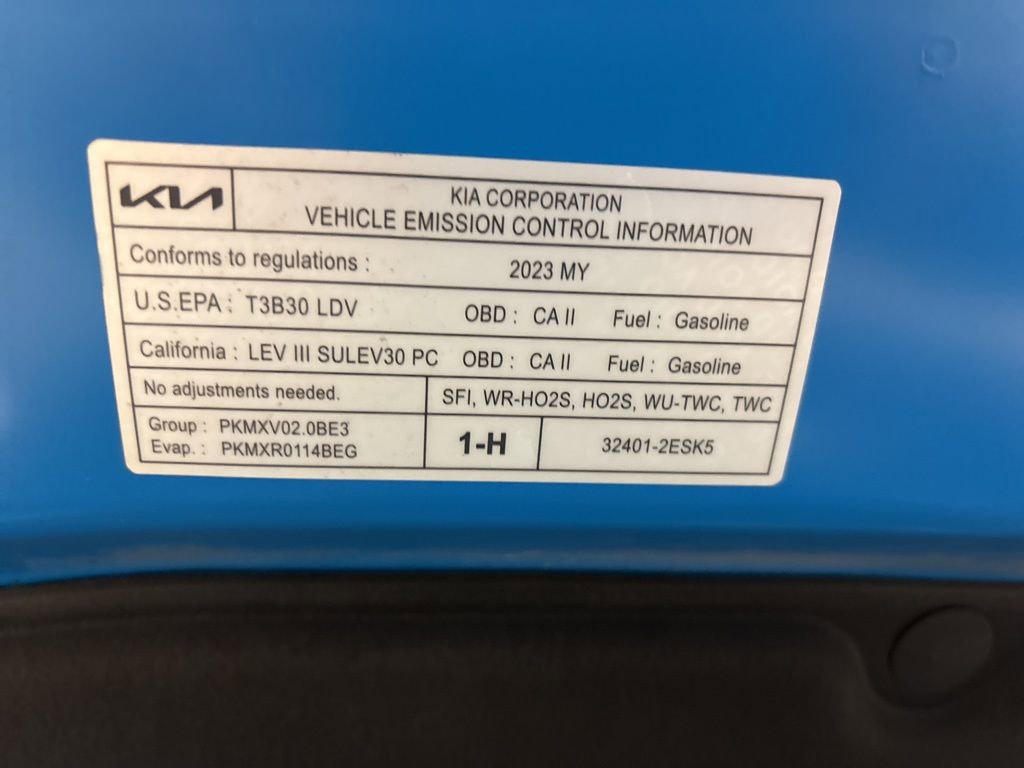 KIA
KIA CORPORATION
VEHICLE EMISSION CONTROL INFORMATION
Conforms to regulations : 2023 MY
U.S.EPA : T3B30 LDV OBD : CA II Fuel : Gasoline
California : LEV III SULEV30 PC OBD : CA II Fuel : Gasoline
No adjustments needed. SFI, WR-HO2S, HO2S, WU-TWC, TWC
Group : PKMXV02.0BE3
Evap. : PKMXR0114BEG
1-H
32401-2ESK5